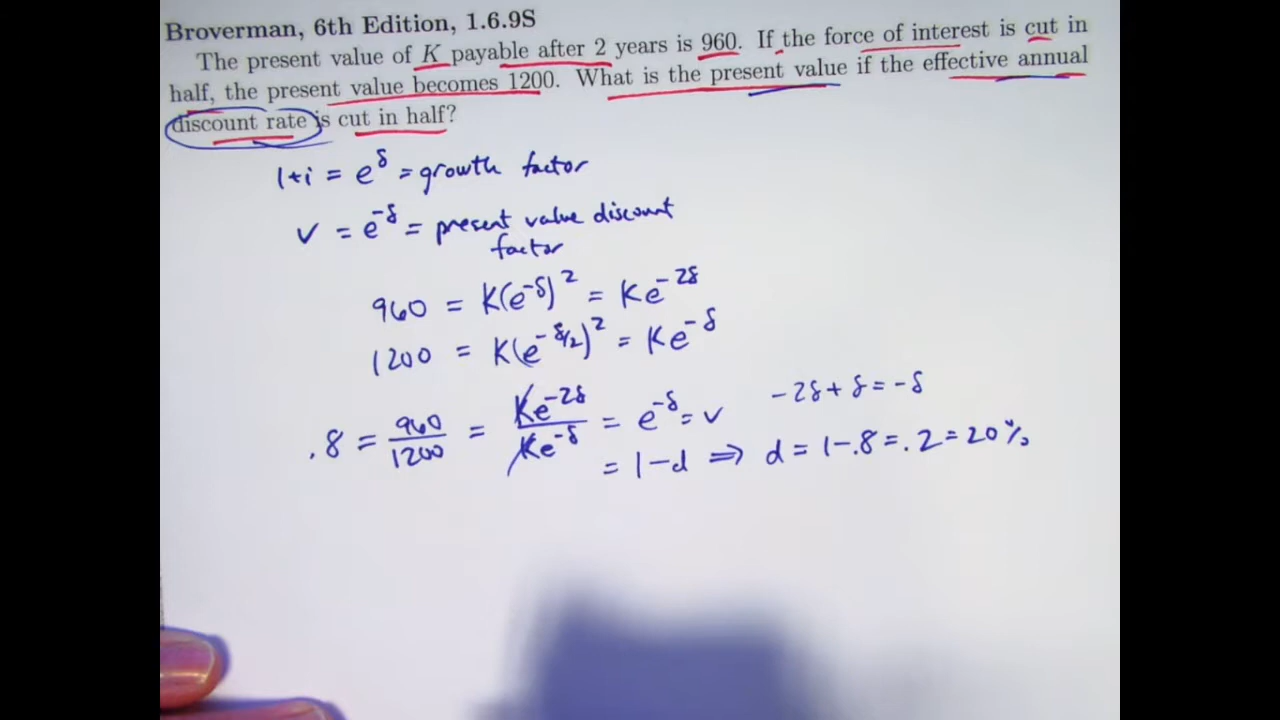 Broverman, 6th Edition, 1.6.9S
The present value of K payable after 2 years is 960. If the force of interest is cut in
half, the present value becomes 1200. What is the present value if the effective annual
discount rate is cut in half?
1+i = e^δ = growth factor
v = e^-δ = present value discount
factor
960 = K(e^-δ)^2 = Ke^-2δ
1200 = K(e^-δ/2)^2 = Ke^-δ
.8 = 960/1200 = Ke^-2δ/Ke^-δ = e^-δ = v -2δ+δ=-δ
= 1-d ⇒ d = 1-.8 = .2 = 20%